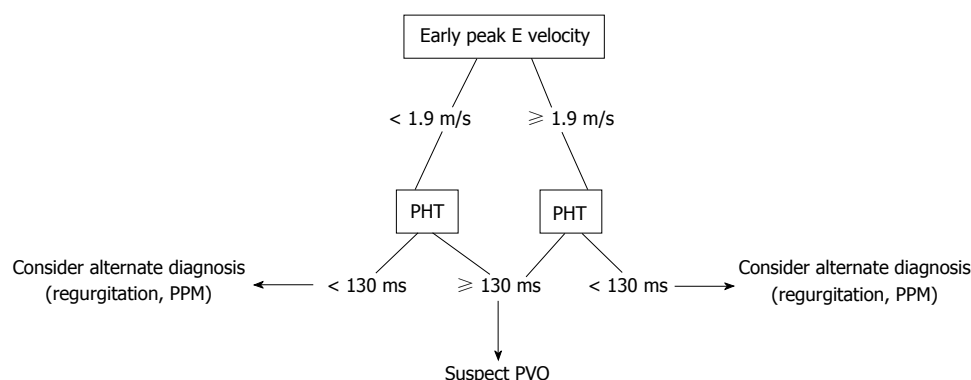 Early peak E velocity
< 1.9 m/s
⩾ 1.9 m/s
PHT
PHT
Consider alternate diagnosis
(regurgitation, PPM)
< 130 ms
⩾ 130 ms
< 130 ms
Consider alternate diagnosis
(regurgitation, PPM)
Suspect PVO